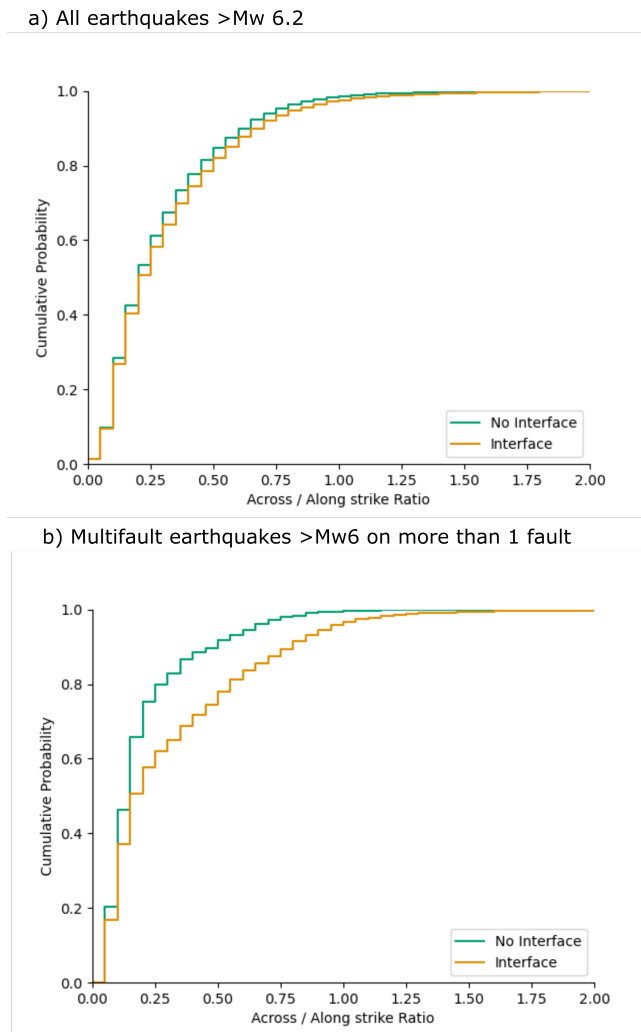 a) All earthquakes >Mw 6.2
1.0
0.8
0.6
0.4
0.2
0.0
Cumulative Probability
No Interface
Interface
0.00 0.25 0.50 0.75 1.00 1.25 1.50 1.75 2.00
Across / Along strike Ratio
b) Multifault earthquakes >Mw6 on more than 1 fault
1.0
0.8
0.6
0.4
0.2
0.0
Cumulative Probability
No Interface
Interface
0.00 0.25 0.50 0.75 1.00 1.25 1.50 1.75 2.00
Across / Along strike Ratio